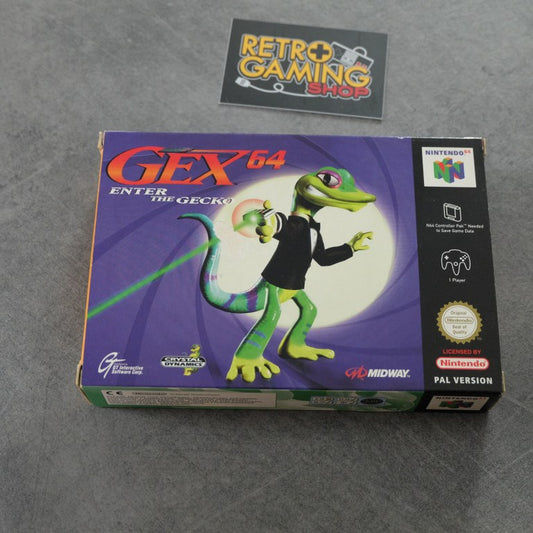 RETRO
GAMING
SHOP
GEX 64
ENTER
THE GECKO
NINTENDO 64
N
N64 Controller Pak™ Needed
to Save Game Data
1 Player
Original
Nintendo
Seal of
Quality
LICENSED BY
Nintendo
PAL VERSION
GT Interactive
Software Corp.
CRYSTAL
DYNAMICS
MIDWAY
CE
NINTENDO 64